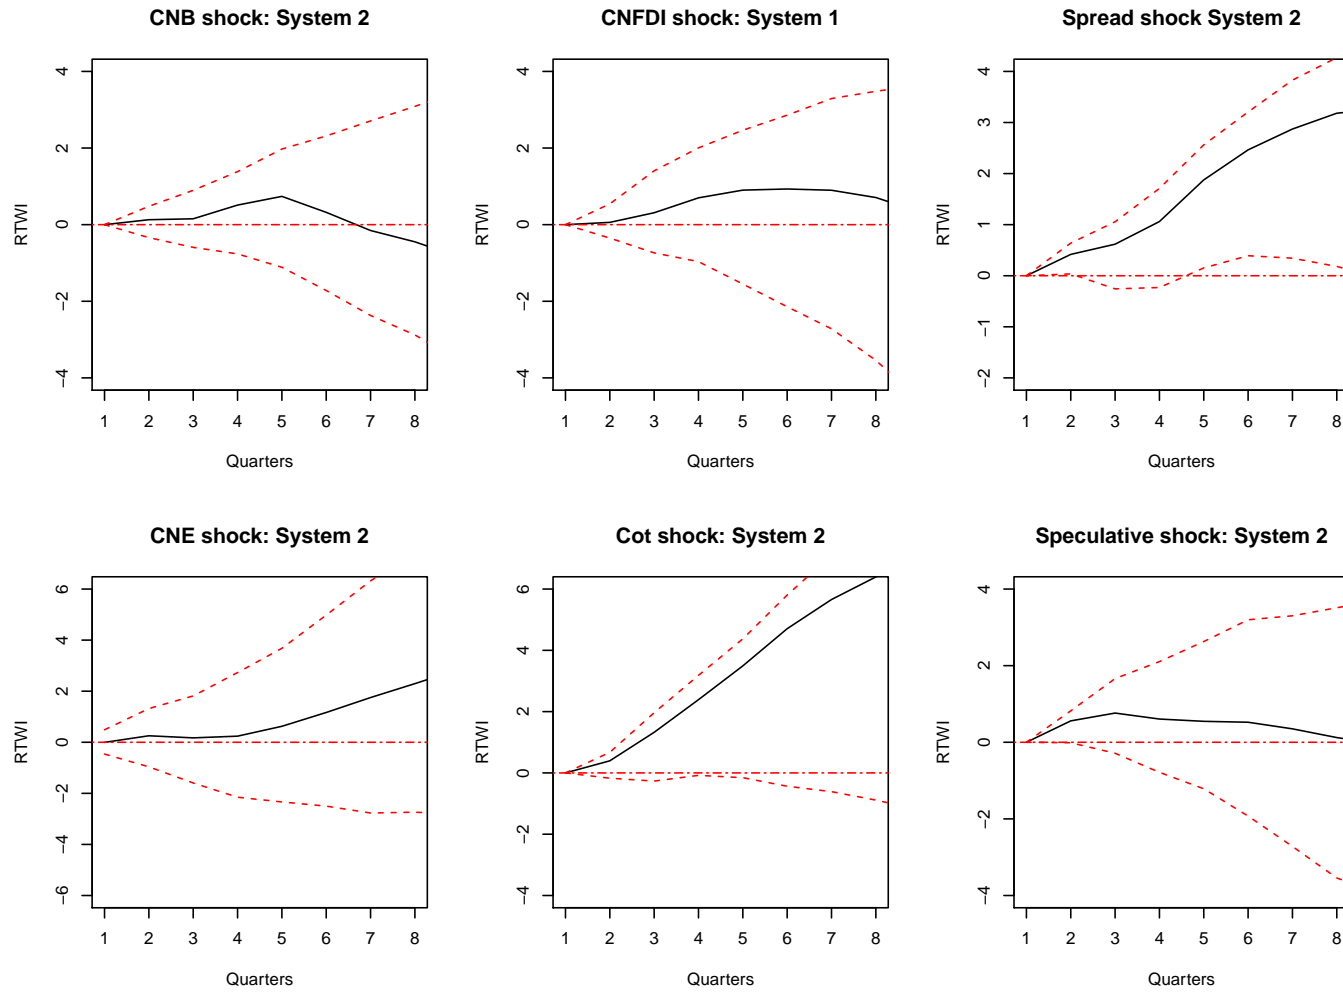 CNB shock: System 2
RTWI
4
2
0
−2
−4
1 2 3 4 5 6 7 8
Quarters
CNFDI shock: System 1
RTWI
4
2
0
−2
−4
1 2 3 4 5 6 7 8
Quarters
Spread shock System 2
RTWI
4
3
2
1
0
−1
−2
1 2 3 4 5 6 7 8
Quarters
CNE shock: System 2
RTWI
6
4
2
0
−2
−4
−6
1 2 3 4 5 6 7 8
Quarters
Cot shock: System 2
RTWI
6
4
2
0
−2
−4
1 2 3 4 5 6 7 8
Quarters
Speculative shock: System 2
RTWI
4
2
0
−2
−4
1 2 3 4 5 6 7 8
Quarters